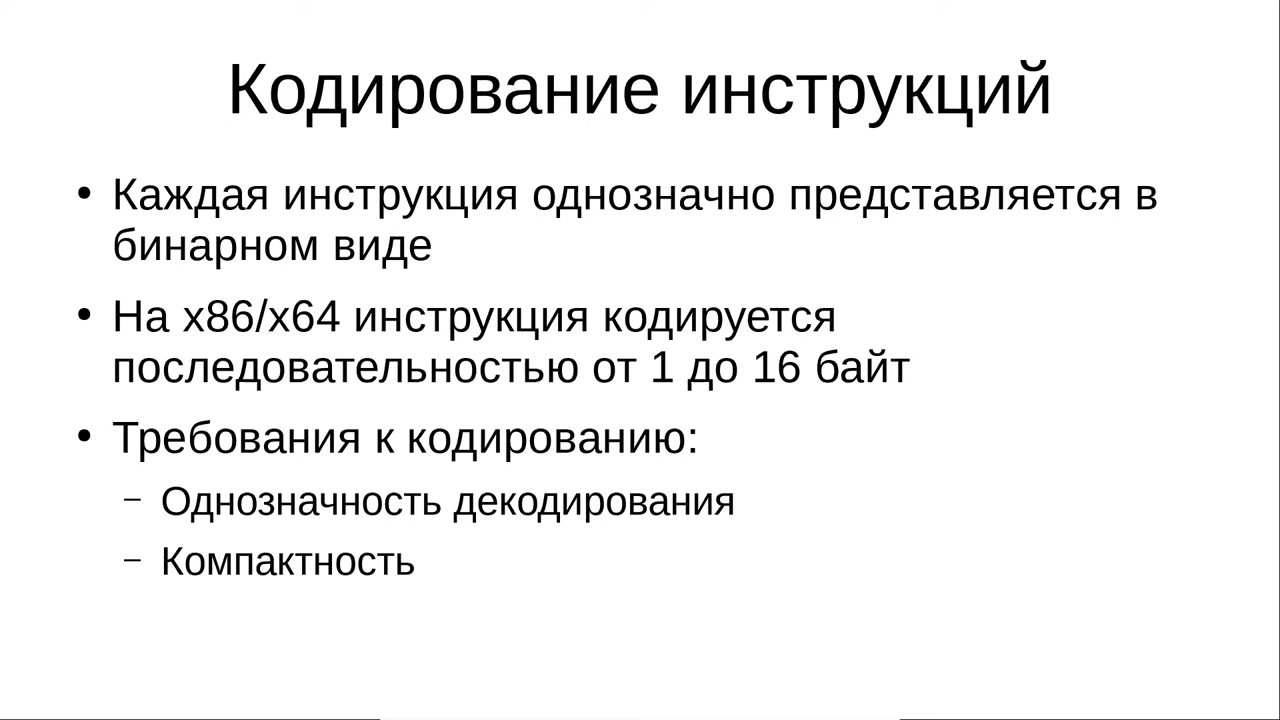 Кодирование инструкций
• Каждая инструкция однозначно представляется в
бинарном виде
• На x86/x64 инструкция кодируется
последовательностью от 1 до 16 байт
• Требования к кодированию:
– Однозначность декодирования
– Компактность